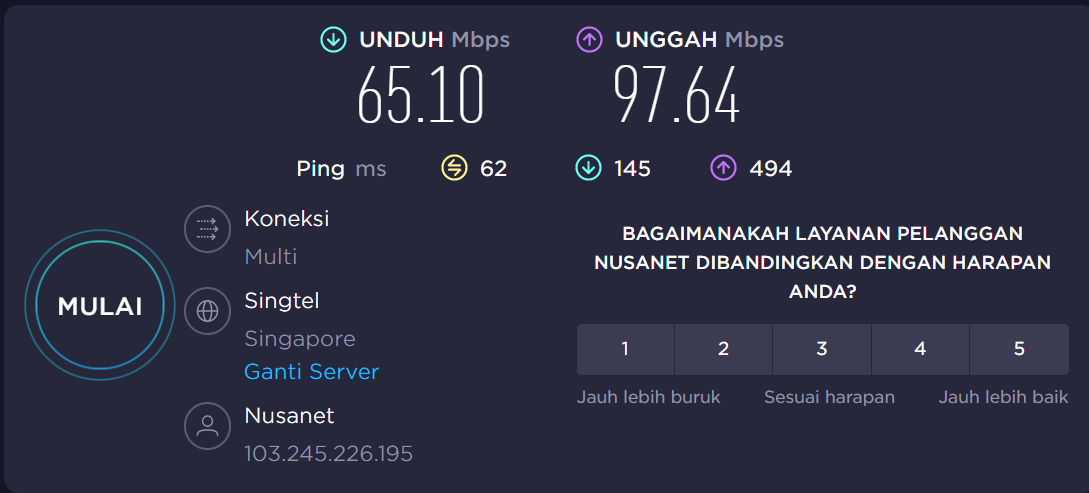 UNDUH Mbps UNGGAH Mbps
65.10 97.64
Ping ms 62 145 494
MULAI
Koneksi
Multi
Singtel
Singapore
Ganti Server
Nusanet
103.245.226.195
BAGAIMANAKAH LAYANAN PELANGGAN
NUSANET DIBANDINGKAN DENGAN HARAPAN
ANDA?
1 2 3 4 5
Jauh lebih buruk Sesuai harapan Jauh lebih baik